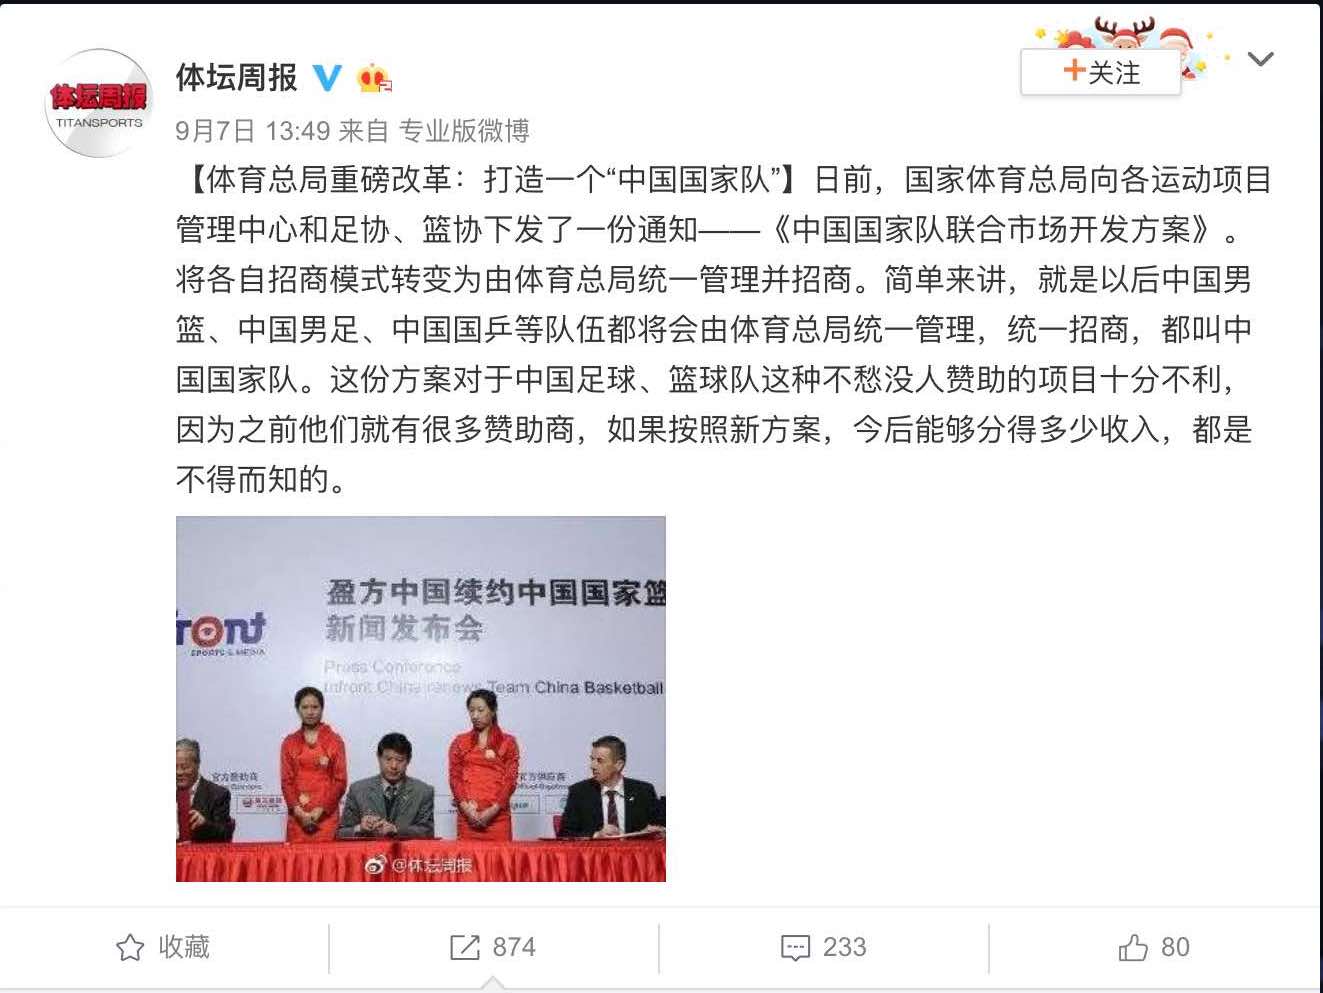 体坛周报
TITANSPORTS
体坛周报
+关注
9月7日 13:49 来自 专业版微博
【体育总局重磅改革：打造一个“中国国家队”】日前，国家体育总局向各运动项目
管理中心和足协、篮协下发了一份通知——《中国国家队联合市场开发方案》。
将各自招商模式转变为由体育总局统一管理并招商。简单来讲，就是以后中国男
篮、中国男足、中国国乒等队伍都将会由体育总局统一管理，统一招商，都叫中
国国家队。这份方案对于中国足球、篮球队这种不愁没人赞助的项目十分不利，
因为之前他们就有很多赞助商，如果按照新方案，今后能够分得多少收入，都是
不得而知的。
盈方中国续约中国国家篮
新闻发布会
front
SPORTS & MEDIA
Press Conference
Infront China renews Team China Basketball
官方赞助商
官方供应商
@体坛周报
收藏
874
233
80